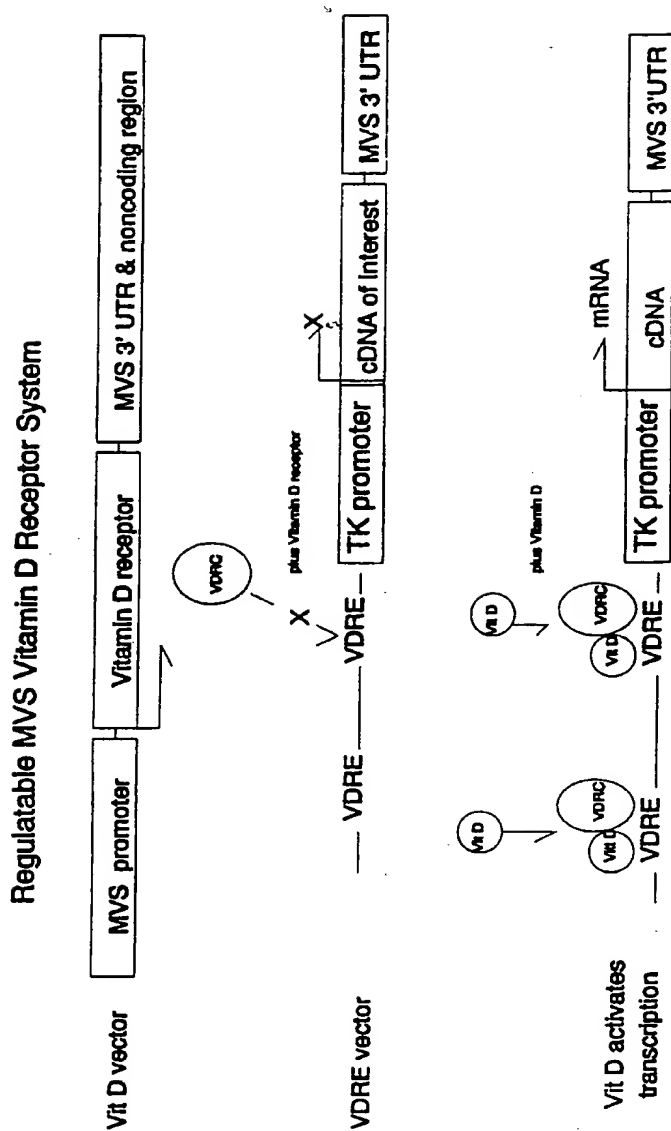 Regulatable MVS Vitamin D Receptor System
Vit D vector
MVS promoter
Vitamin D receptor
MVS 3' UTR & noncoding region
VDRC
X
plus Vitamin D receptor
X
VDRE vector
VDRE
VDRE
TK promoter
cDNA of Interest
MVS 3' UTR
Vit D
Vit D
plus Vitamin D
mRNA
Vit D
VDRC
Vit D
VDRC
Vit D activates
transcription
VDRE
VDRE
TK promoter
cDNA
MVS 3'UTR